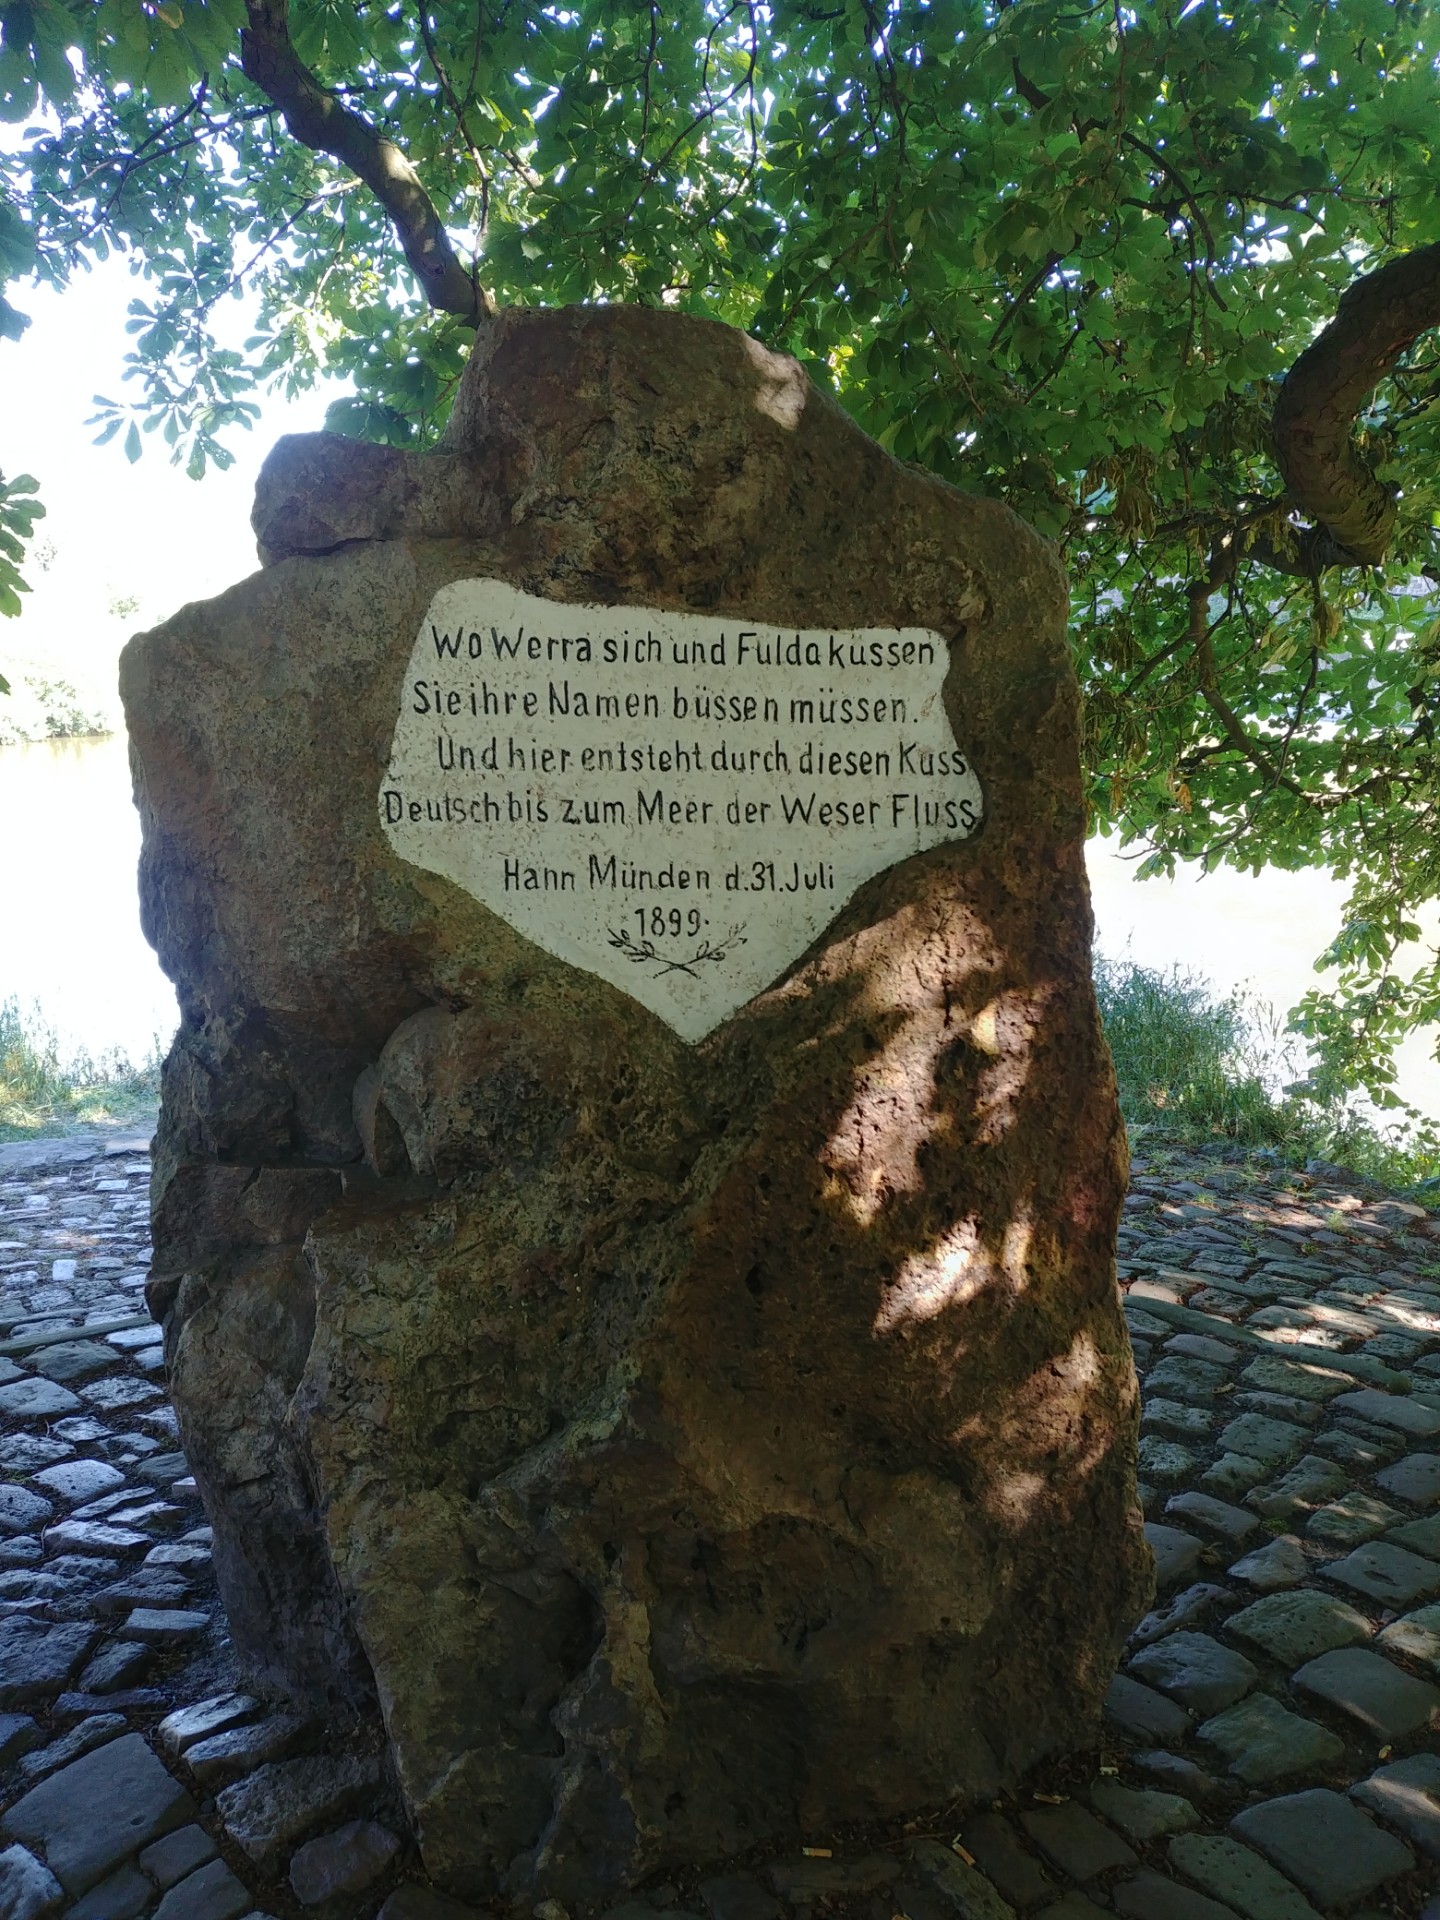 Wo Werra sich und Fulda küssen
Sie ihre Namen büssen müssen.
Und hier entsteht durch diesen Kuss
Deutsch bis zum Meer der Weser Fluss
Hann Münden d.31.Juli
1899.